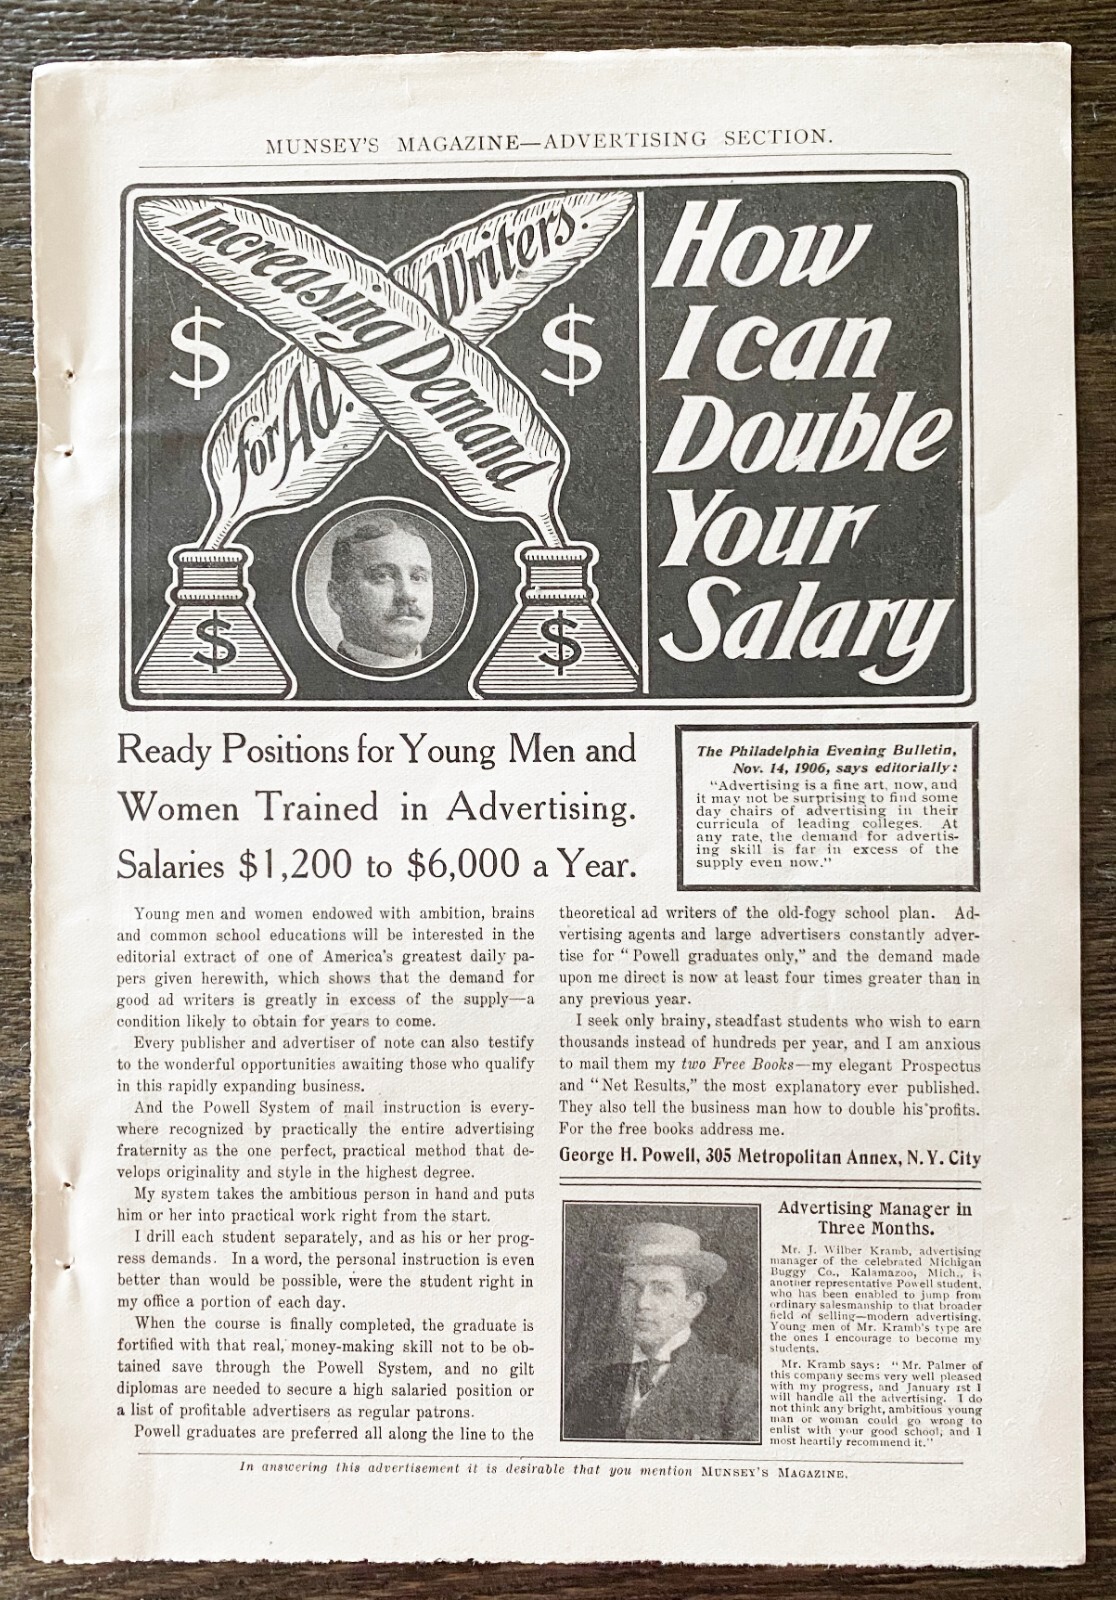 MUNSEY'S MAGAZINE—ADVERTISING SECTION.
Increasing Demand
for Ad. Writers.
$ $
$ $
How
I can
Double
Your
Salary
Ready Positions for Young Men and
Women Trained in Advertising.
Salaries $1,200 to $6,000 a Year.
The Philadelphia Evening Bulletin,
Nov. 14, 1906, says editorially:
"Advertising is a fine art, now, and
it may not be surprising to find some
day chairs of advertising in their
curricula of leading colleges. At
any rate, the demand for advertis-
ing skill is far in excess of the
supply even now."
Young men and women endowed with ambition, brains
and common school educations will be interested in the
editorial extract of one of America's greatest daily pa-
pers given herewith, which shows that the demand for
good ad writers is greatly in excess of the supply—a
condition likely to obtain for years to come.
Every publisher and advertiser of note can also testify
to the wonderful opportunities awaiting those who qualify
in this rapidly expanding business.
And the Powell System of mail instruction is every-
where recognized by practically the entire advertising
fraternity as the one perfect, practical method that de-
velops originality and style in the highest degree.
My system takes the ambitious person in hand and puts
him or her into practical work right from the start.
I drill each student separately, and as his or her prog-
ress demands. In a word, the personal instruction is even
better than would be possible, were the student right in
my office a portion of each day.
When the course is finally completed, the graduate is
fortified with that real, money-making skill not to be ob-
tained save through the Powell System, and no gilt
diplomas are needed to secure a high salaried position or
a list of profitable advertisers as regular patrons.
Powell graduates are preferred all along the line to the
theoretical ad writers of the old-fogy school plan. Ad-
vertising agents and large advertisers constantly adver-
tise for "Powell graduates only," and the demand made
upon me direct is now at least four times greater than in
any previous year.
I seek only brainy, steadfast students who wish to earn
thousands instead of hundreds per year, and I am anxious
to mail them my two Free Books—my elegant Prospectus
and "Net Results," the most explanatory ever published.
They also tell the business man how to double his profits.
For the free books address me.
George H. Powell, 305 Metropolitan Annex, N. Y. City
Advertising Manager in
Three Months.
Mr. J. Wilber Kramb, advertising
manager of the celebrated Michigan
Buggy Co., Kalamazoo, Mich., is
another representative Powell student,
who has been enabled to jump from
ordinary salesmanship to that broader
field of selling—modern advertising.
Young men of Mr. Kramb's type are
the ones I encourage to become my
students.
Mr. Kramb says: "Mr. Palmer of
this company seems very well pleased
with my progress, and January 1st I
will handle all the advertising. I do
not think any bright, ambitious young
man or woman could go wrong to
enlist with your good school, and I
most heartily recommend it."
In answering this advertisement it is desirable that you mention MUNSEY'S MAGAZINE.